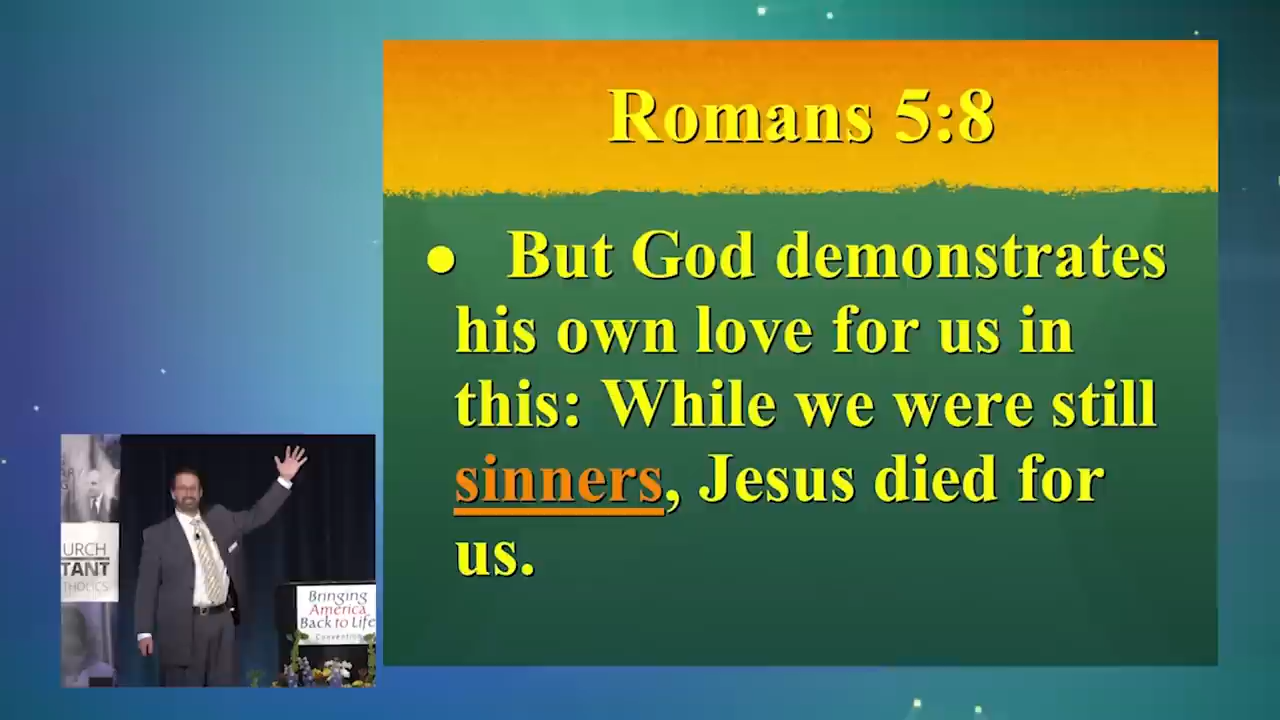 Romans 5:8
• But God demonstrates
his own love for us in
this: While we were still
sinners, Jesus died for
us.
URCH
TANT
THOLICS
Bringing
America
Back to Life
Convention